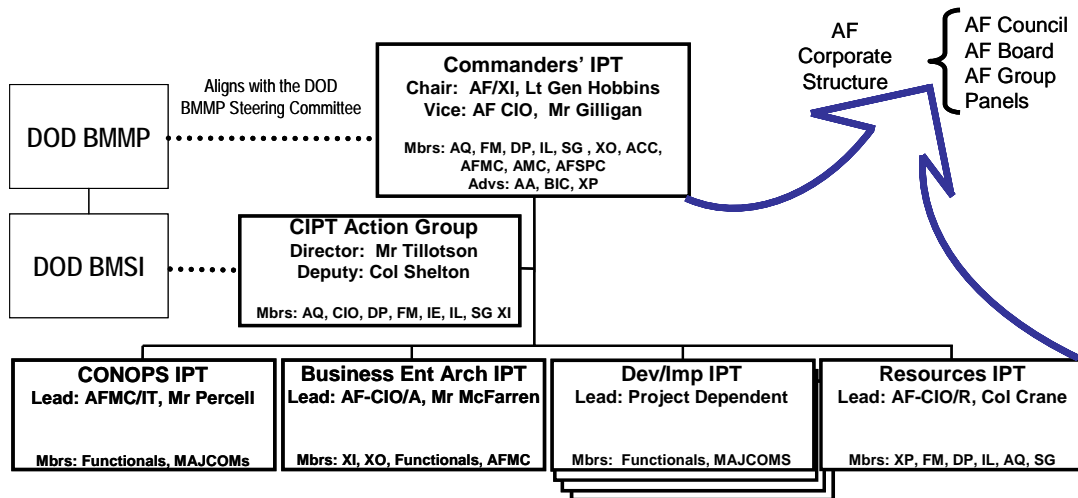 AF
Corporate
Structure
AF Council
AF Board
AF Group
Panels
Commanders' IPT
Chair: AF/XI, Lt Gen Hobbins
Vice: AF CIO, Mr Gilligan
Mbrs: AQ, FM, DP, IL, SG , XO, ACC,
AFMC, AMC, AFSPC
Advs: AA, BIC, XP
Aligns with the DOD
BMMP Steering Committee
DOD BMMP
DOD BMSI
CIPT Action Group
Director: Mr Tillotson
Deputy: Col Shelton
Mbrs: AQ, CIO, DP, FM, IE, IL, SG XI
CONOPS IPT
Lead: AFMC/IT, Mr Percell
Mbrs: Functionals, MAJCOMs
Business Ent Arch IPT
Lead: AF-CIO/A, Mr McFarren
Mbrs: XI, XO, Functionals, AFMC
Dev/Imp IPT
Lead: Project Dependent
Mbrs: Functionals, MAJCOMS
Resources IPT
Lead: AF-CIO/R, Col Crane
Mbrs: XP, FM, DP, IL, AQ, SG